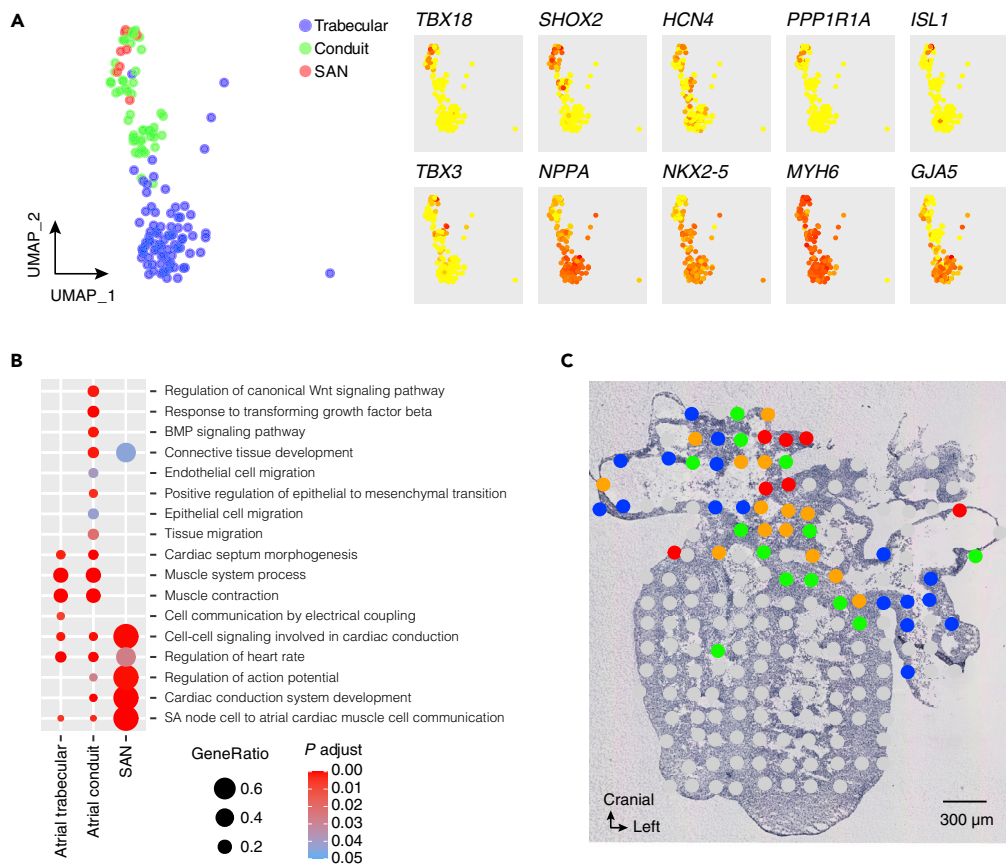 A
Trabecular
Conduit
SAN
UMAP_2
UMAP_1
TBX18 SHOX2 HCN4 PPP1R1A ISL1
TBX3 NPPA NKX2-5 MYH6 GJA5
B
Regulation of canonical Wnt signaling pathway
Response to transforming growth factor beta
BMP signaling pathway
Connective tissue development
Endothelial cell migration
Positive regulation of epithelial to mesenchymal transition
Epithelial cell migration
Tissue migration
Cardiac septum morphogenesis
Muscle system process
Muscle contraction
Cell communication by electrical coupling
Cell-cell signaling involved in cardiac conduction
Regulation of heart rate
Regulation of action potential
Cardiac conduction system development
SA node cell to atrial cardiac muscle cell communication
Atrial trabecular
Atrial conduit
SAN
GeneRatio
0.6
0.4
0.2
P adjust
0.00
0.01
0.02
0.03
0.04
0.05
C
Cranial
Left
300 µm